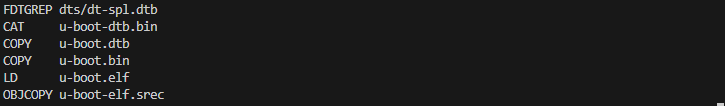 FDTGREP dts/dt-spl.dtb
CAT     u-boot-dtb.bin
COPY    u-boot.dtb
COPY    u-boot.bin
LD      u-boot.elf
OBJCOPY u-boot-elf.srec